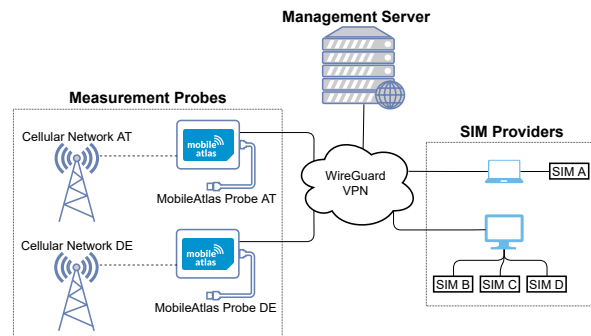 Management Server
Measurement Probes
Cellular Network AT
mobile
atlas
MobileAtlas Probe AT
Cellular Network DE
mobile
atlas
MobileAtlas Probe DE
WireGuard
VPN
SIM Providers
SIM A
SIM B SIM C SIM D